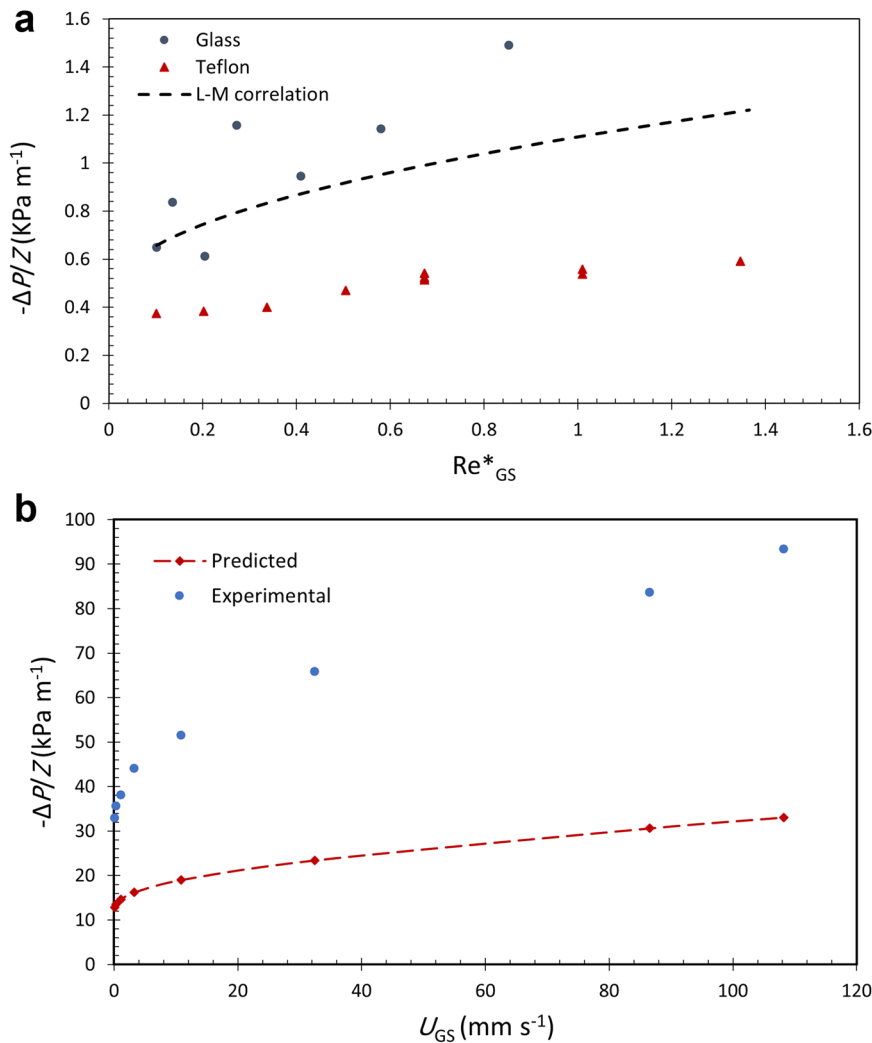 a
1.6
1.4
1.2
1
0.8
0.6
0.4
0.2
0
-ΔP/Z (KPa m⁻¹)
Glass
Teflon
L-M correlation
0 0.2 0.4 0.6 0.8 1 1.2 1.4 1.6
Re*GS
b
100
90
80
70
60
50
40
30
20
10
0
-ΔP/Z (kPa m⁻¹)
Predicted
Experimental
0 20 40 60 80 100 120
UGS (mm s⁻¹)